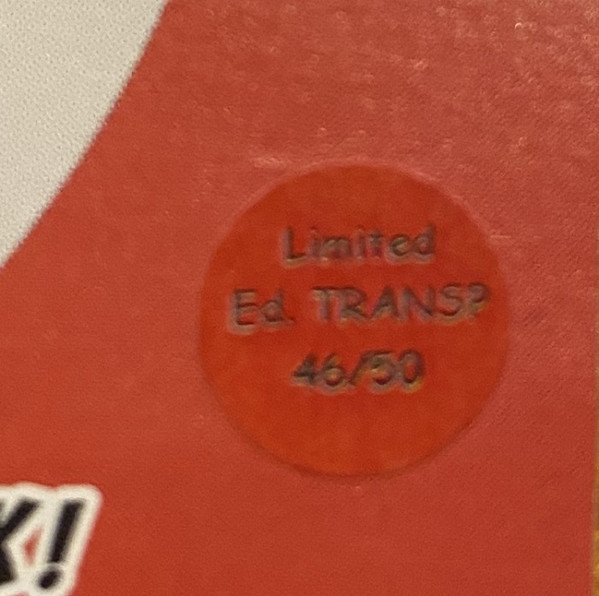 Limited
Ed. TRANSP
46/50
K!